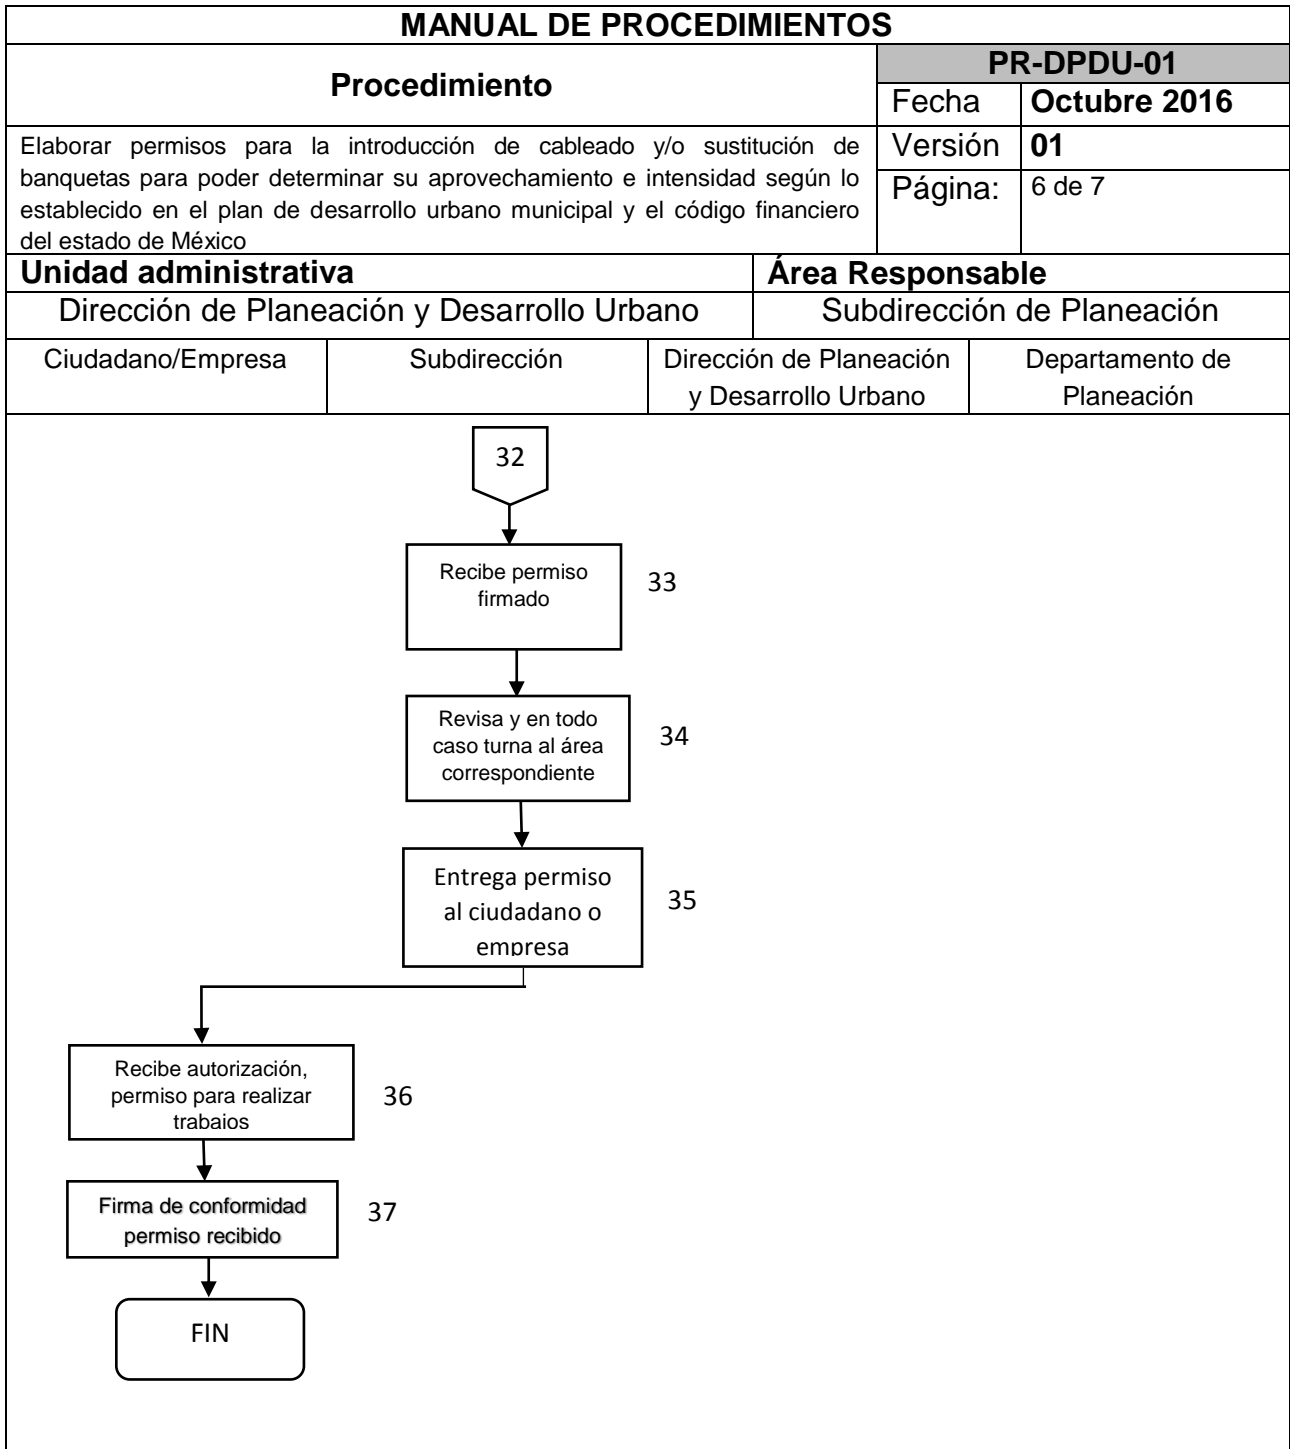 MANUAL DE PROCEDIMIENTOS
Procedimiento
PR-DPDU-01
Fecha
Octubre 2016
Elaborar permisos para la introducción de cableado y/o sustitución de
banquetas para poder determinar su aprovechamiento e intensidad según lo
establecido en el plan de desarrollo urbano municipal y el código financiero
del estado de México
Versión
01
Página:
6 de 7
Unidad administrativa
Área Responsable
Dirección de Planeación y Desarrollo Urbano
Subdirección de Planeación
Ciudadano/Empresa
Subdirección
Dirección de Planeación
y Desarrollo Urbano
Departamento de
Planeación
32
Recibe permiso
firmado
33
Revisa y en todo
caso turna al área
correspondiente
34
Entrega permiso
al ciudadano o
empresa
35
Recibe autorización,
permiso para realizar
trabajos
36
Firma de conformidad
permiso recibido
37
FIN